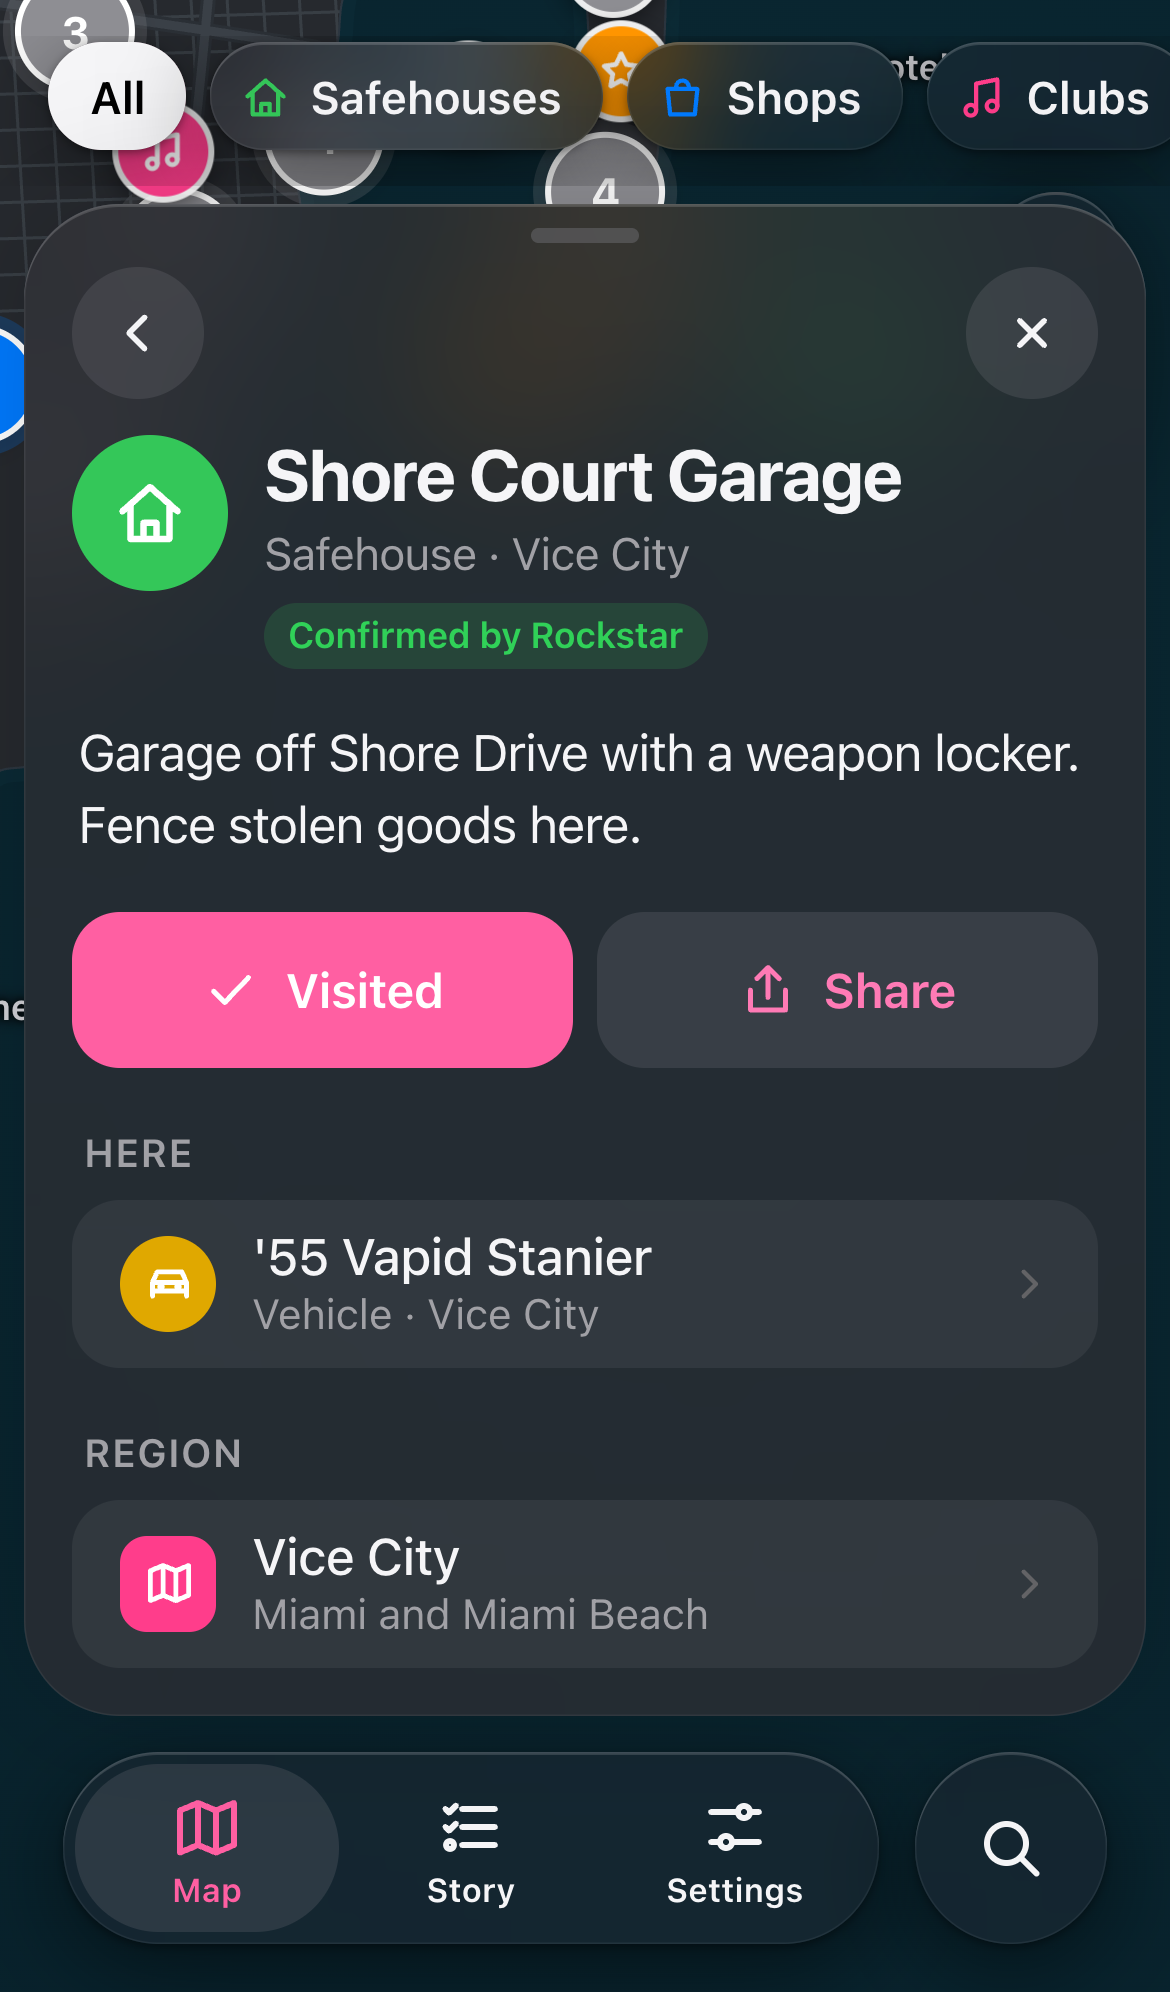 3
All
Safehouses
Shops
Clubs
4
Shore Court Garage
Safehouse · Vice City
Confirmed by Rockstar
Garage off Shore Drive with a weapon locker.
Fence stolen goods here.
Visited
Share
HERE
'55 Vapid Stanier
Vehicle · Vice City
REGION
Vice City
Miami and Miami Beach
Map
Story
Settings